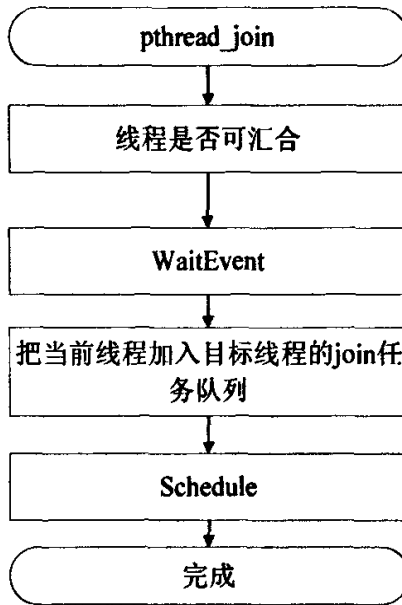 pthread_join
线程是否可汇合
WaitEvent
把当前线程加入目标线程的join任
务队列
Schedule
完成